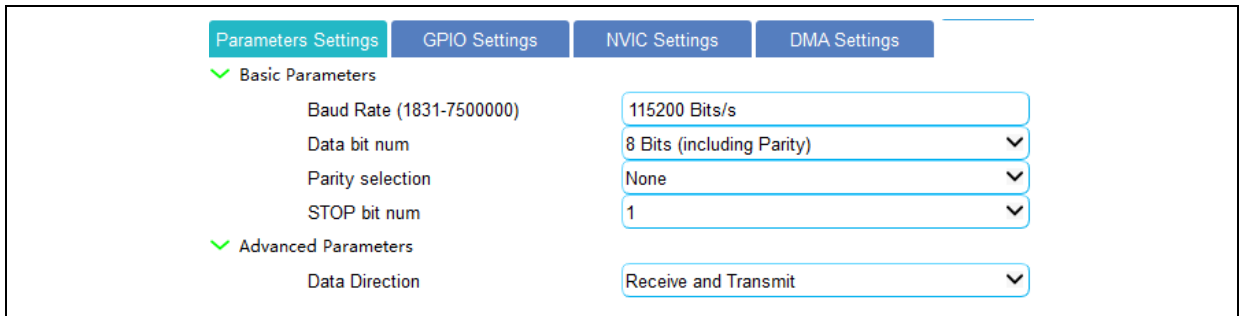 Parameters Settings GPIO Settings NVIC Settings DMA Settings
Basic Parameters
Baud Rate (1831-7500000) 115200 Bits/s
Data bit num 8 Bits (including Parity)
Parity selection None
STOP bit num 1
Advanced Parameters
Data Direction Receive and Transmit